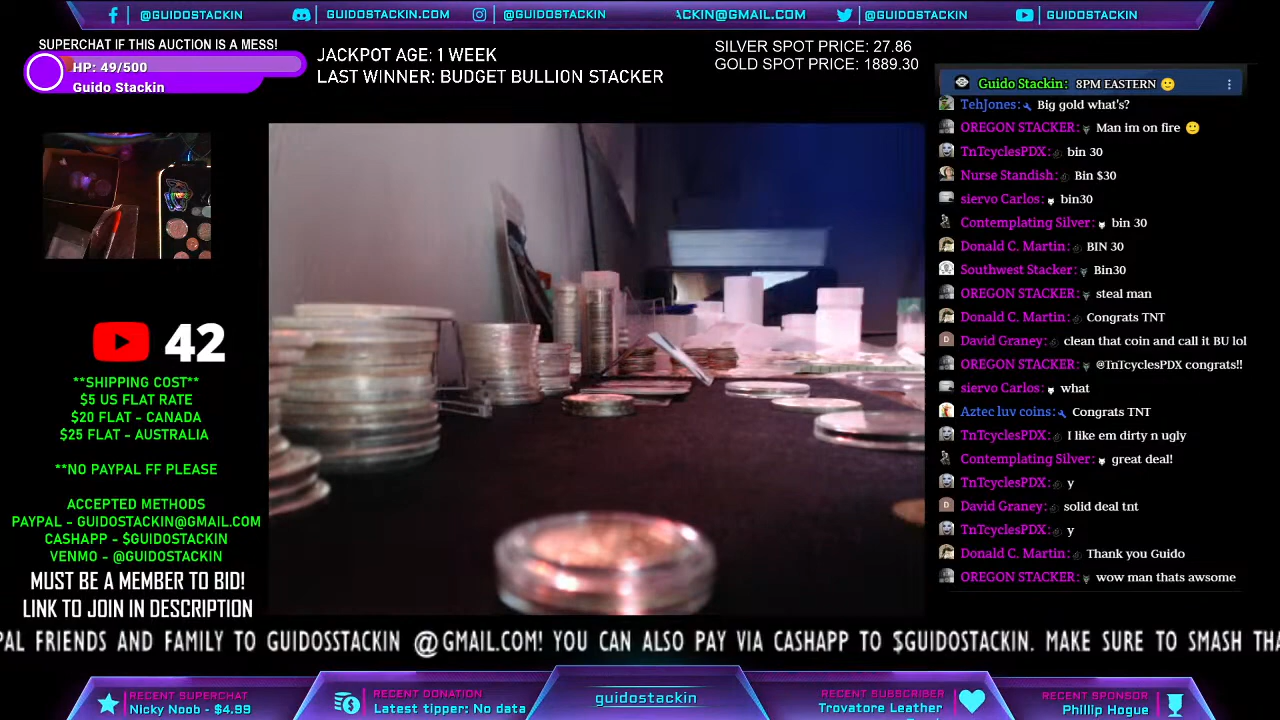 @GUIDOSTACKIN
GUIDOSTACKIN.COM
@GUIDOSTACKIN
ACKIN@GMAIL.COM
@GUIDOSTACKIN
GUIDOSTACKIN
SUPERCHAT IF THIS AUCTION IS A MESS!
HP: 49/500
Guido Stackin
JACKPOT AGE: 1 WEEK
LAST WINNER: BUDGET BULLION STACKER
SILVER SPOT PRICE: 27.86
GOLD SPOT PRICE: 1889.30
42
**SHIPPING COST**
$5 US FLAT RATE
$20 FLAT - CANADA
$25 FLAT - AUSTRALIA
**NO PAYPAL FF PLEASE
ACCEPTED METHODS
PAYPAL - GUIDOSTACKIN@GMAIL.COM
CASHAPP - $GUIDOSTACKIN
VENMO - @GUIDOSTACKIN
MUST BE A MEMBER TO BID!
LINK TO JOIN IN DESCRIPTION
Guido Stackin: 8PM EASTERN 🙂
TehJones: Big gold what's?
OREGON STACKER: Man im on fire 🙂
TnTcyclesPDX: bin 30
Nurse Standish: Bin $30
siervo Carlos: bin30
Contemplating Silver: bin 30
Donald C. Martin: BIN 30
Southwest Stacker: Bin30
OREGON STACKER: steal man
Donald C. Martin: Congrats TNT
David Graney: clean that coin and call it BU lol
OREGON STACKER: @TnTcyclesPDX congrats!!
siervo Carlos: what
Aztec luv coins: Congrats TNT
TnTcyclesPDX: I like em dirty n ugly
Contemplating Silver: great deal!
TnTcyclesPDX: y
David Graney: solid deal tnt
TnTcyclesPDX: y
Donald C. Martin: Thank you Guido
OREGON STACKER: wow man thats awsome
PAL FRIENDS AND FAMILY TO GUIDOSSTACKIN @GMAIL.COM! YOU CAN ALSO PAY VIA CASHAPP TO $GUIDOSTACKIN. MAKE SURE TO SMASH THA
RECENT SUPERCHAT
Nicky Noob - $4.99
RECENT DONATION
Latest tipper: No data
guidostackin
RECENT SUBSCRIBER
Trovatore Leather
RECENT SPONSOR
Phillip Hogue